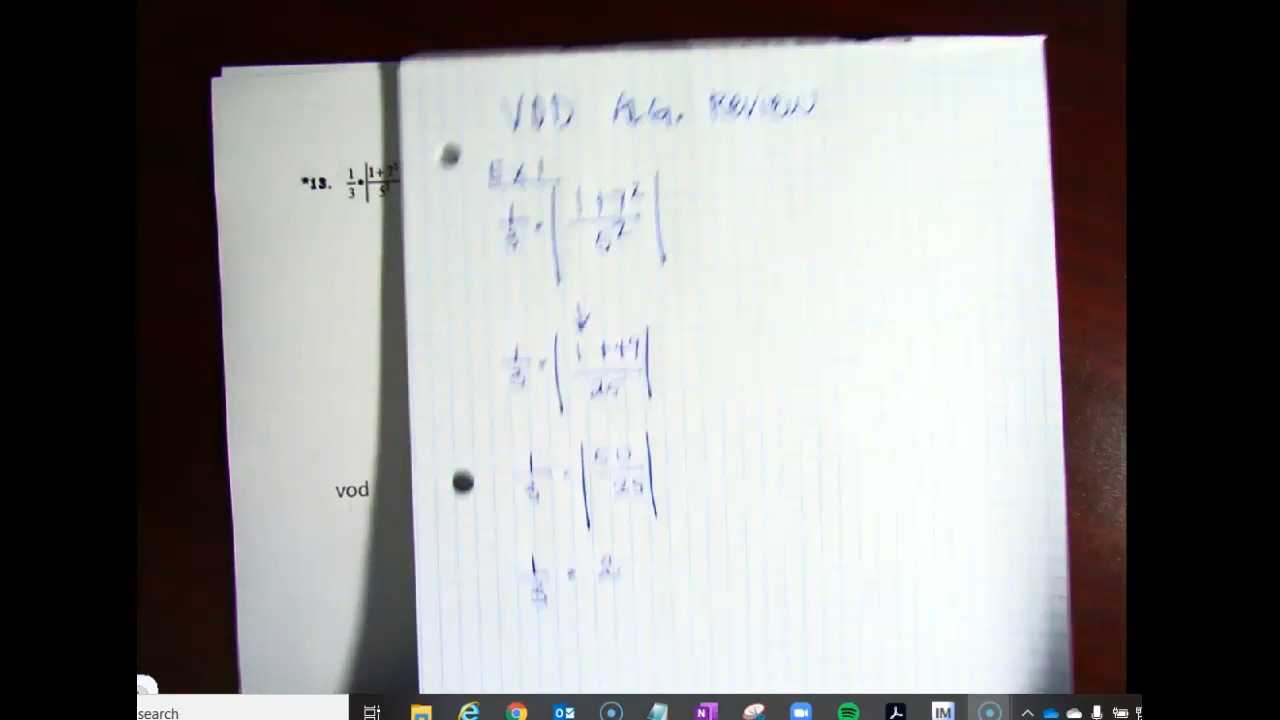 VOD ALG. REVIEW
*13. 1/3 • |1+7²
5²
EX 1
1/3 • | 1+7² / 5² |
1/3 • | 1+49 / 25 |
1/3 • | 50 / 25 |
vod
1/3 • 2
search